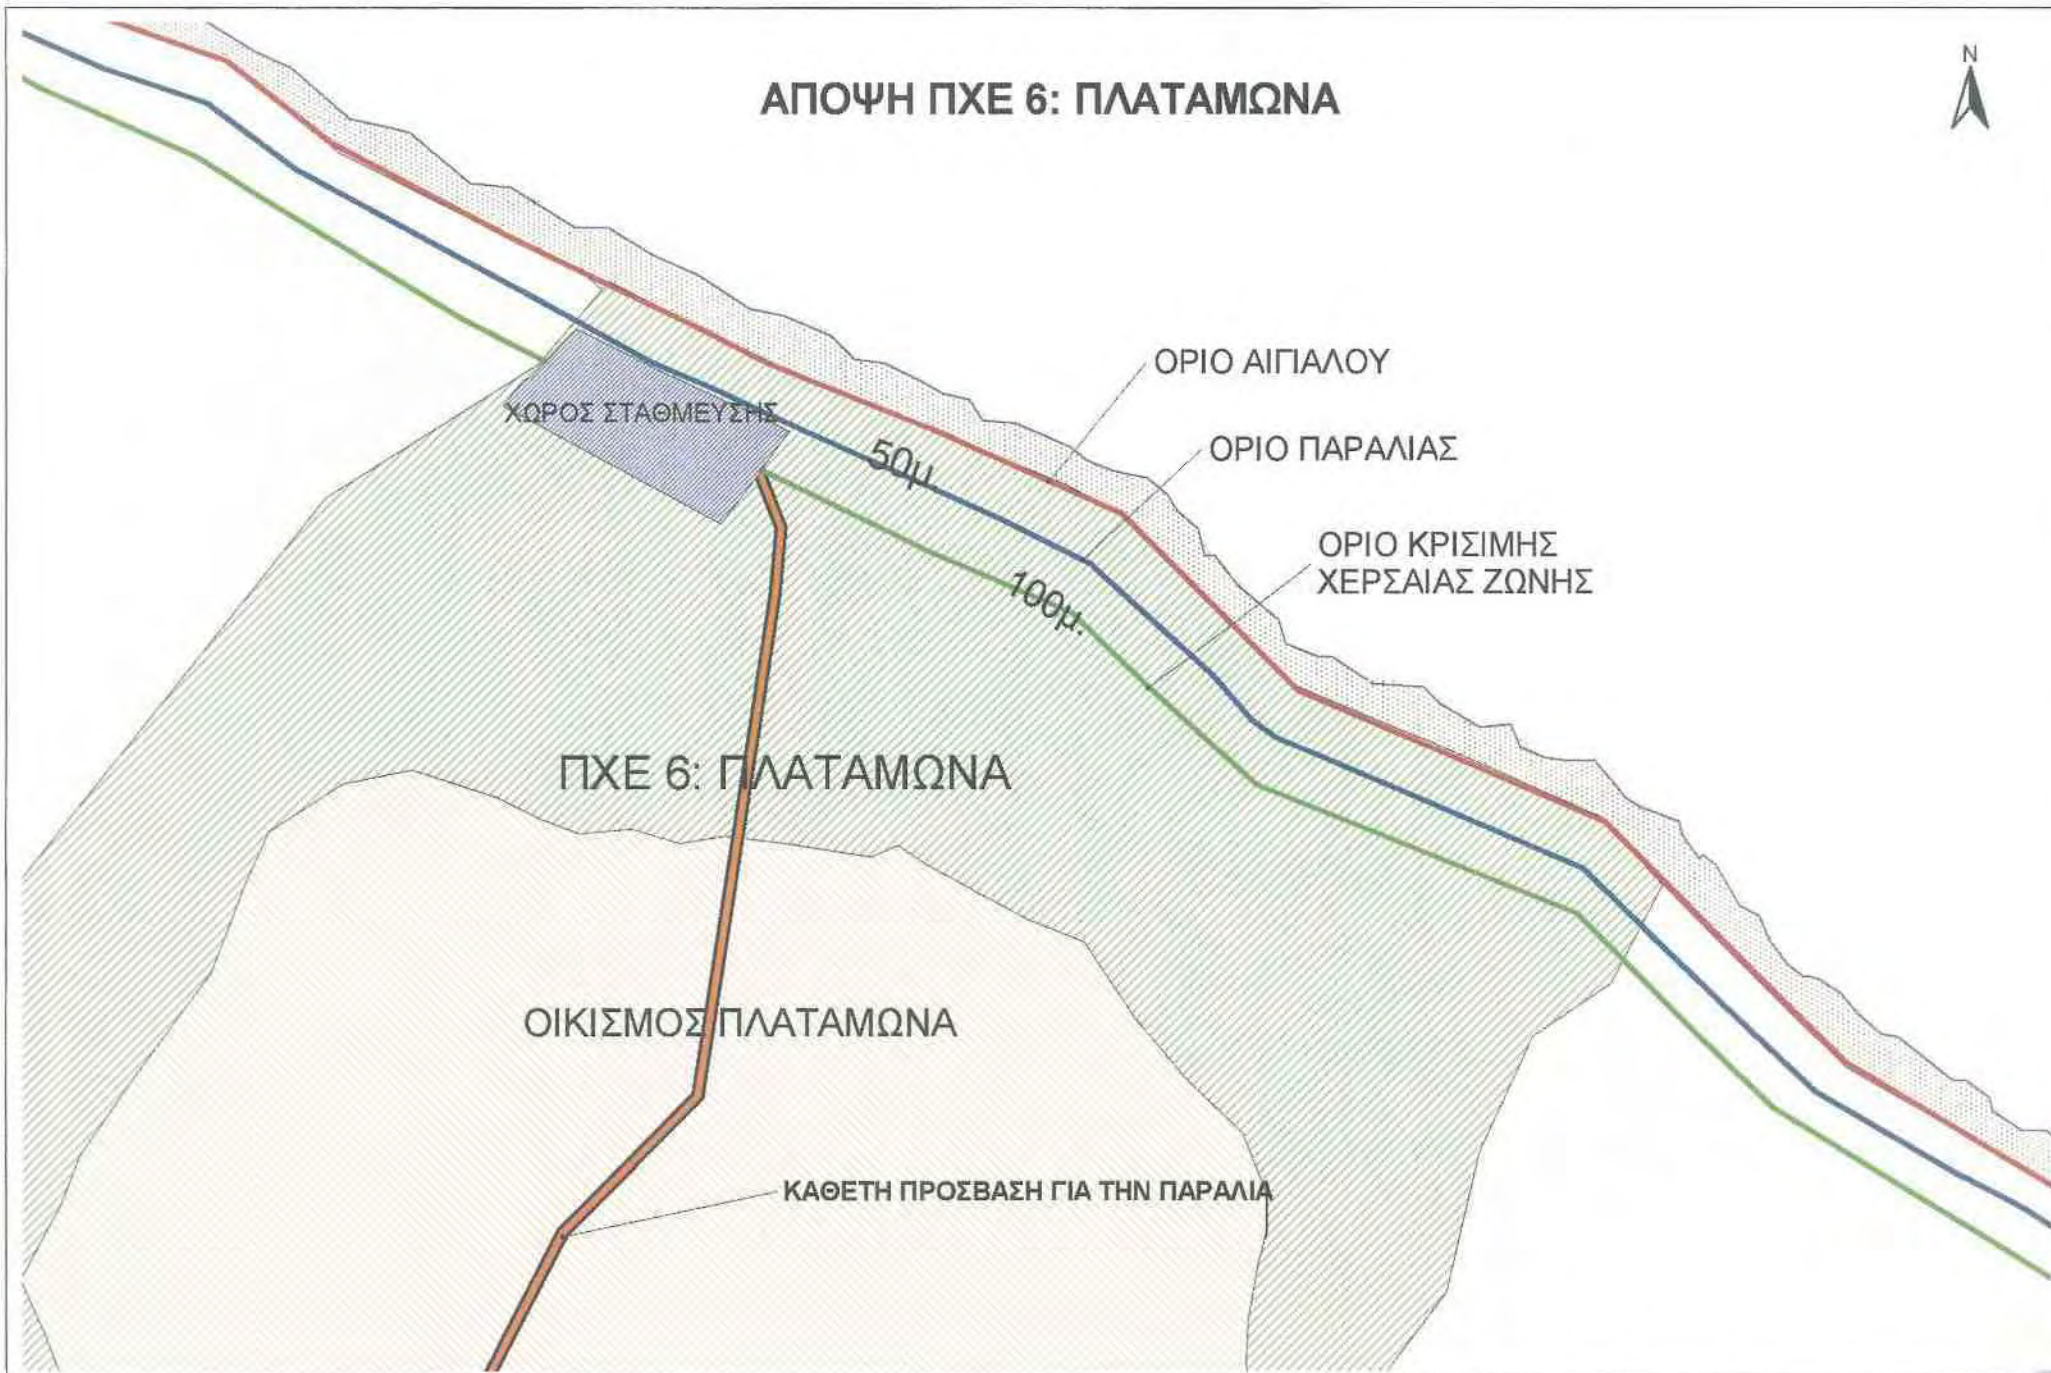 N
ΑΠΟΨΗ ΠΧΕ 6: ΠΛΑΤΑΜΩΝΑ
ΟΡΙΟ ΑΙΓΙΑΛΟΥ
ΧΩΡΟΣ ΣΤΑΘΜΕΥΣΗΣ
50μ.
ΟΡΙΟ ΠΑΡΑΛΙΑΣ
ΟΡΙΟ ΚΡΙΣΙΜΗΣ
ΧΕΡΣΑΙΑΣ ΖΩΝΗΣ
100μ.
ΠΧΕ 6: ΠΛΑΤΑΜΩΝΑ
ΟΙΚΙΣΜΟΣ ΠΛΑΤΑΜΩΝΑ
ΚΑΘΕΤΗ ΠΡΟΣΒΑΣΗ ΓΙΑ ΤΗΝ ΠΑΡΑΛΙΑ